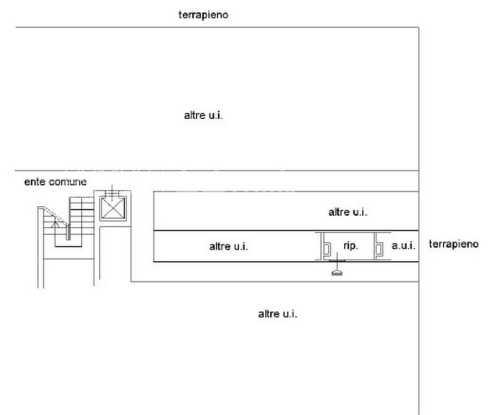 terrapieno
altre u.i.
ente comune
altre u.i.
altre u.i.
rip.
a.u.i.
terrapieno
altre u.i.